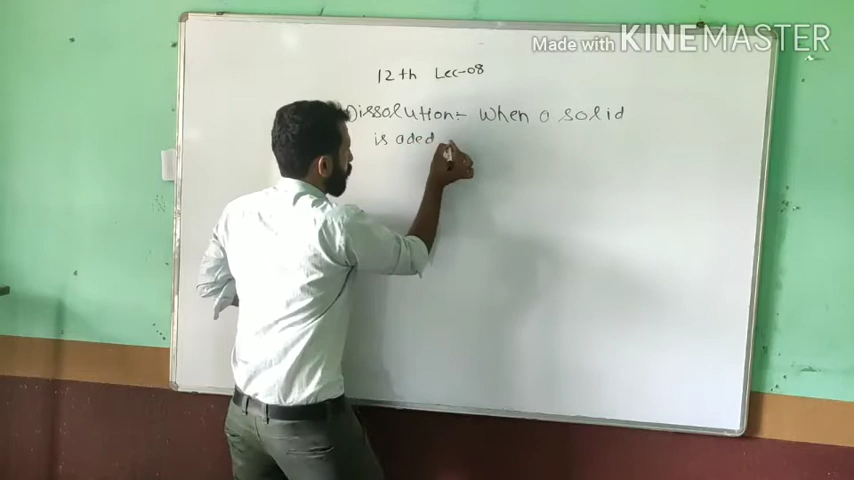 Made with KINEMASTER
12th Lec-08
Dissolution:- When a solid
is aded